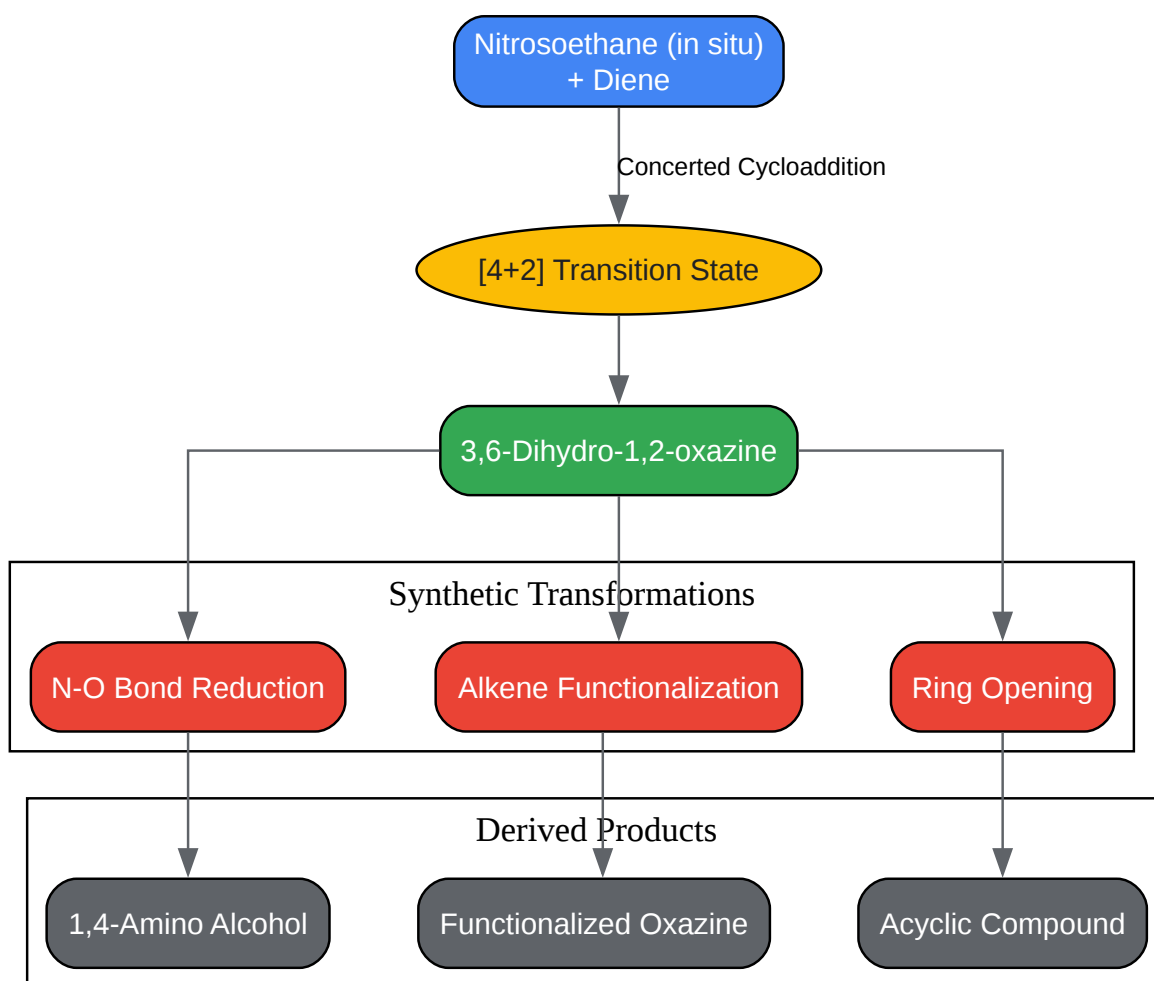 Nitrosoethane (in situ)
+ Diene
Concerted Cycloaddition
[4+2] Transition State
3,6-Dihydro-1,2-oxazine
Synthetic Transformations
N-O Bond Reduction
Alkene Functionalization
Ring Opening
Derived Products
1,4-Amino Alcohol
Functionalized Oxazine
Acyclic Compound